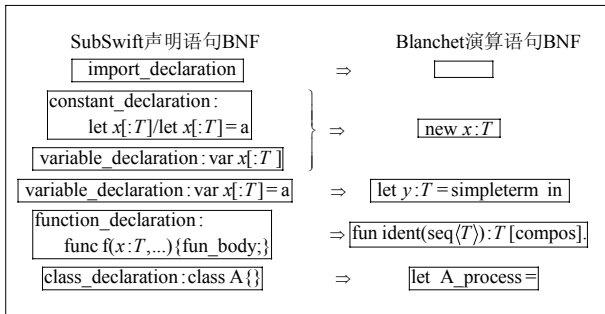 SubSwift声明语句BNF Blanchet演算语句BNF
import_declaration ⇒
constant_declaration:
let x[:T]/let x[:T]=a
⇒ new x:T
variable_declaration:var x[:T]
variable_declaration:var x[:T]=a ⇒ let y:T=simpleterm in
function_declaration:
func f(x:T,...){fun_body;} ⇒ fun ident(seq⟨T⟩):T[compos].
class_declaration:class A{} ⇒ let A_process=